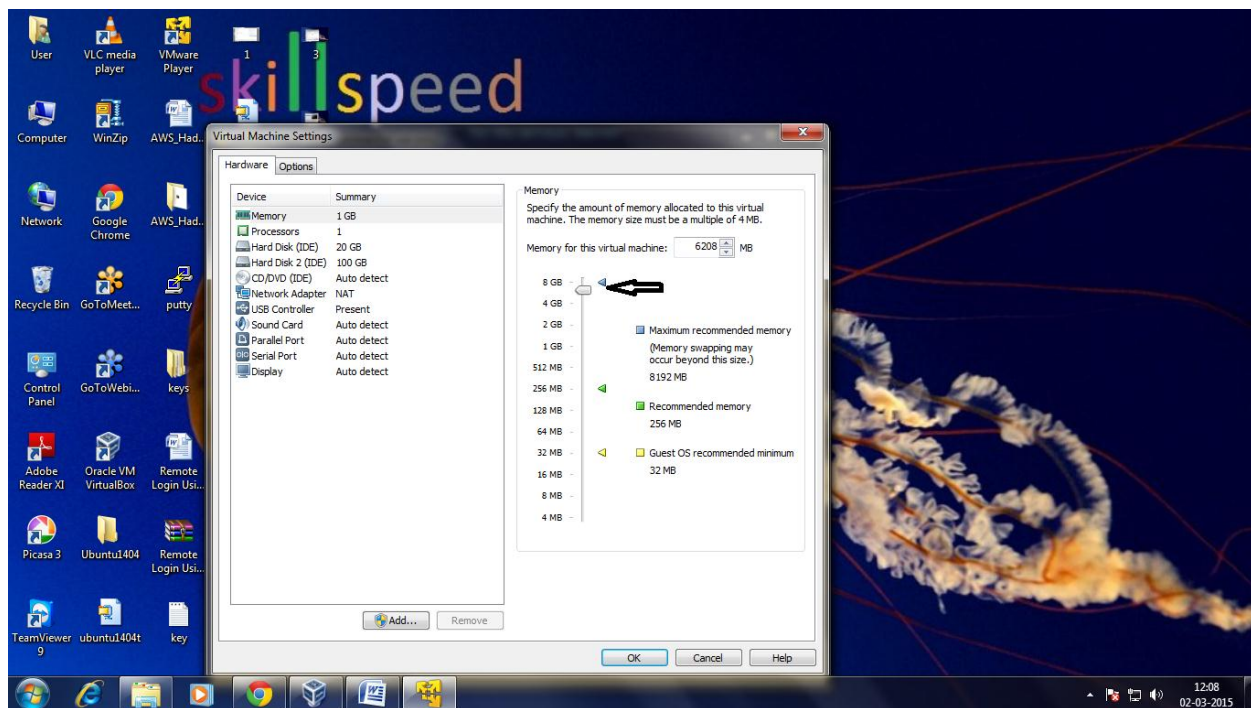 User
VLC media
player
VMware
Player
1
3
skillspeed
Computer
WinZip
AWS_Had...
Network
Google
Chrome
AWS_Had...
Recycle Bin
GoToMeet...
putty
Control
Panel
GoToWebi...
keys
Adobe
Reader XI
Oracle VM
VirtualBox
Remote
Login Usi...
Picasa 3
Ubuntu1404
Remote
Login Usi...
TeamViewer
9
ubuntu1404t
key
Virtual Machine Settings
Hardware
Options
Device Summary
Memory 1 GB
Processors 1
Hard Disk (IDE) 20 GB
Hard Disk 2 (IDE) 100 GB
CD/DVD (IDE) Auto detect
Network Adapter NAT
USB Controller Present
Sound Card Auto detect
Parallel Port Auto detect
Serial Port Auto detect
Display Auto detect
Add...
Remove
Memory
Specify the amount of memory allocated to this virtual
machine. The memory size must be a multiple of 4 MB.
Memory for this virtual machine: 6208 MB
8 GB
4 GB
2 GB
1 GB
512 MB
256 MB
128 MB
64 MB
32 MB
16 MB
8 MB
4 MB
Maximum recommended memory
(Memory swapping may
occur beyond this size.)
8192 MB
Recommended memory
256 MB
Guest OS recommended minimum
32 MB
OK
Cancel
Help
12:08
02-03-2015